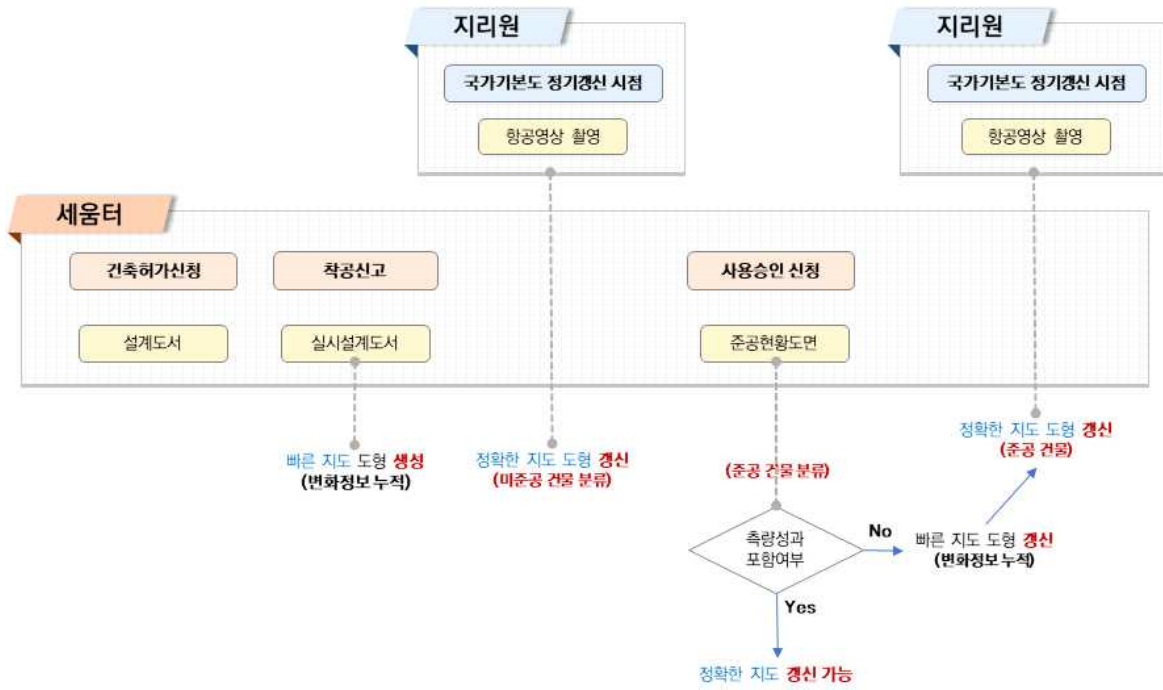 지리원
국가기본도 정기갱신 시점
항공영상 촬영
지리원
국가기본도 정기갱신 시점
항공영상 촬영
세움터
건축허가신청
착공신고
사용승인 신청
설계도서
실시설계도서
준공현황도면
빠른 지도 도형 생성
(변화정보 누적)
정확한 지도 도형 갱신
(미준공 건물 분류)
(준공 건물 분류)
정확한 지도 도형 갱신
(준공 건물)
측량성과
포함여부
No
빠른 지도 도형 갱신
(변화정보 누적)
Yes
정확한 지도 갱신 가능